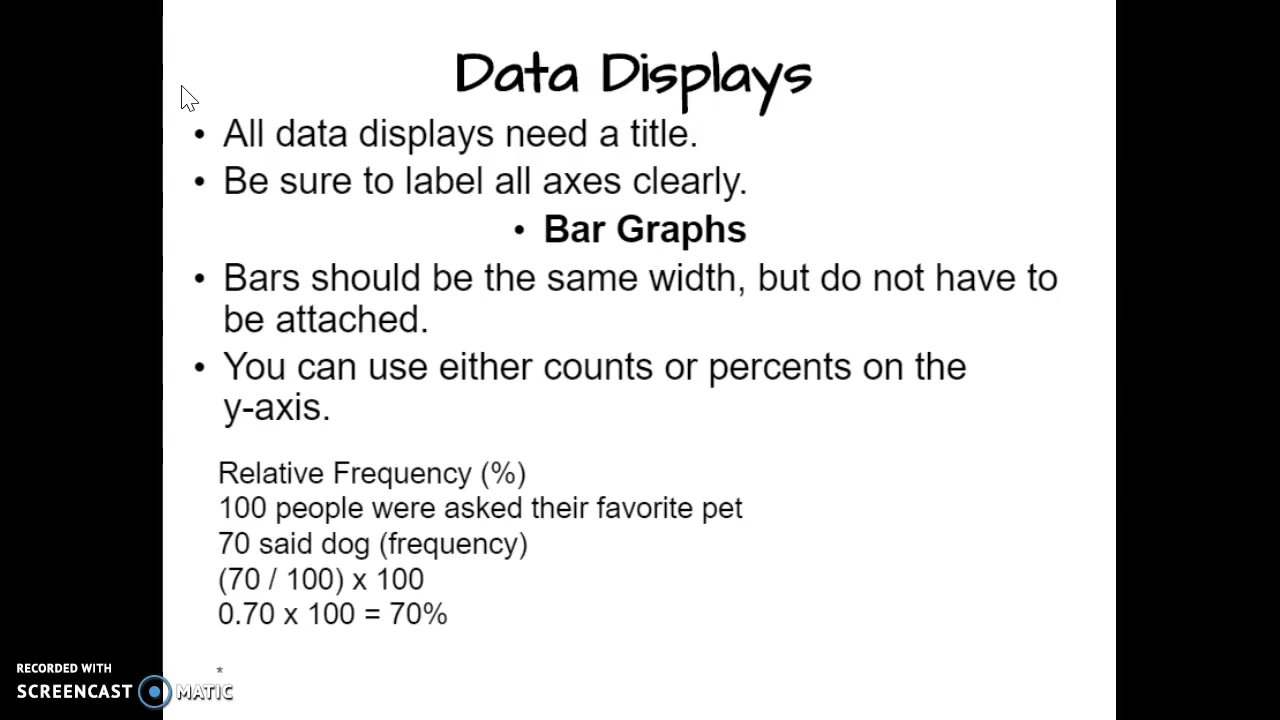 Data Displays
• All data displays need a title.
• Be sure to label all axes clearly.
• Bar Graphs
• Bars should be the same width, but do not have to
be attached.
• You can use either counts or percents on the
y-axis.
Relative Frequency (%)
100 people were asked their favorite pet
70 said dog (frequency)
(70 / 100) x 100
0.70 x 100 = 70%
*
RECORDED WITH
SCREENCAST MATIC